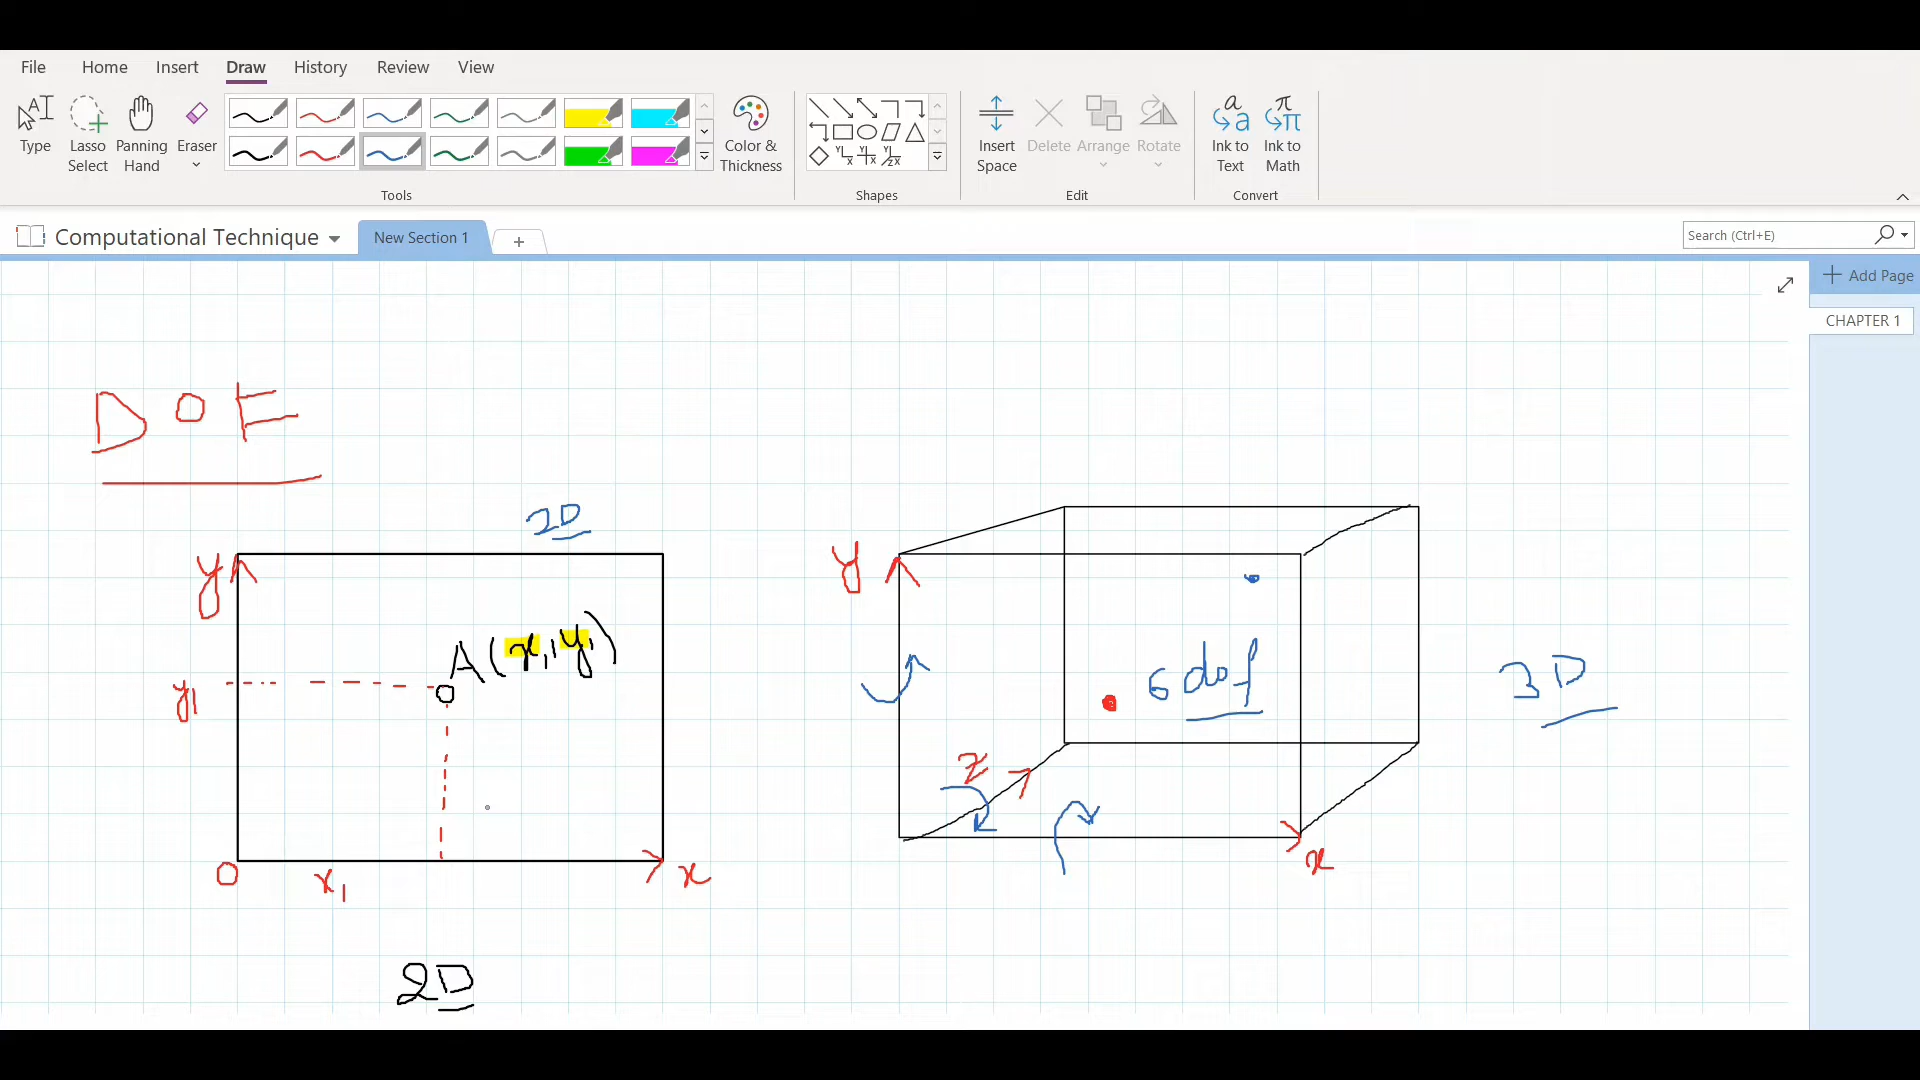 File Home Insert Draw History Review View
Type
Lasso Select
Panning Hand
Eraser
Color & Thickness
Insert Space
Delete
Arrange
Rotate
Ink to Text
Ink to Math
Tools
Shapes
Edit
Convert
Computational Technique
New Section 1
Search (Ctrl+E)
Add Page
CHAPTER 1
DOF
2D
y
A(x₁, y₁)
y₁
O
x₁
x
2D
y
6 dof
3D
z
x